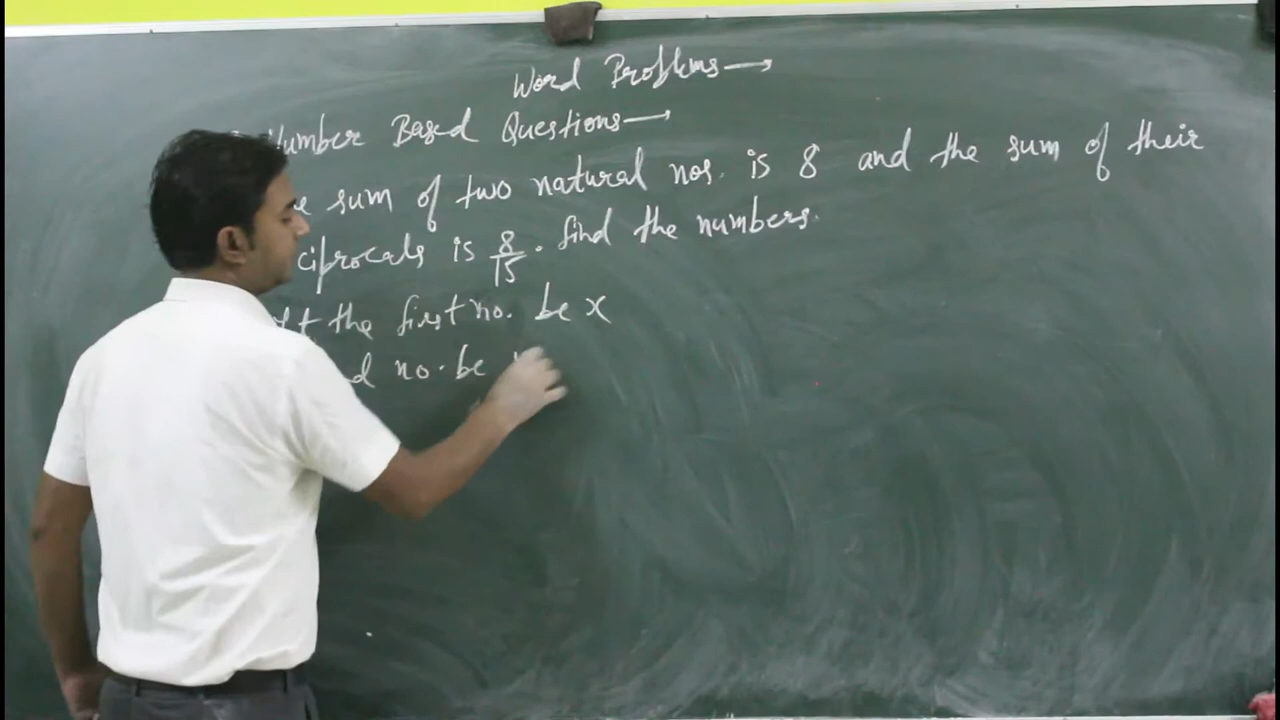 Word Problems →
Number Based Questions →
sum of two natural nos. is 8 and the sum of their
ciprocals is 8/15. find the numbers.
the first no. be x
no. be